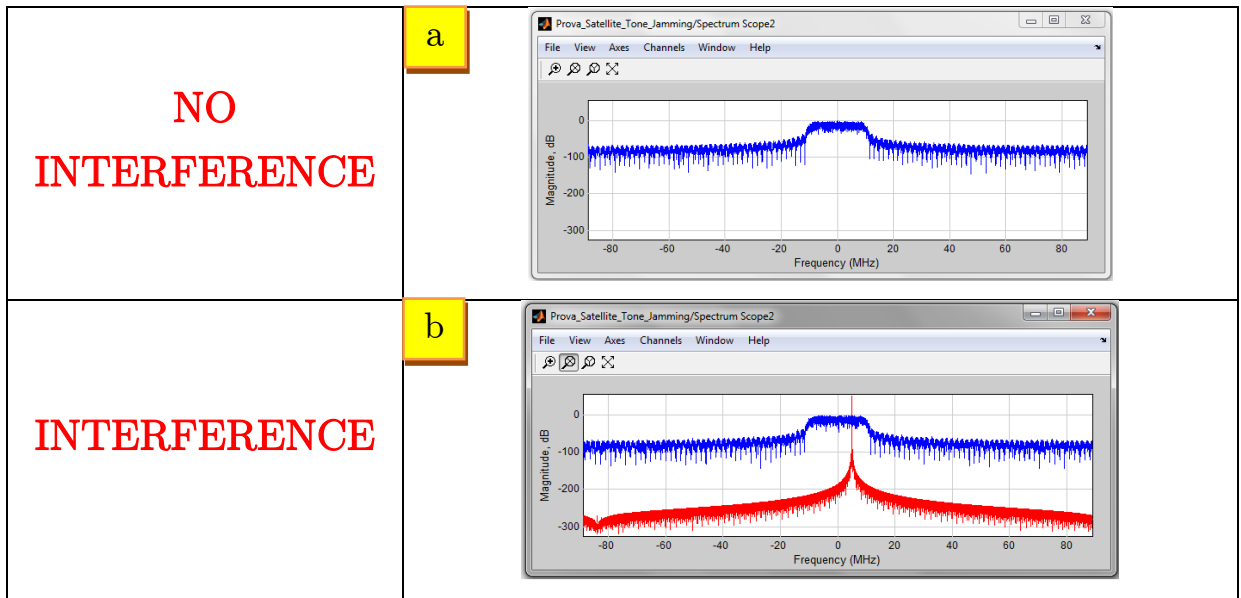 NO
INTERFERENCE
a
Prova_Satellite_Tone_Jamming/Spectrum Scope2
File View Axes Channels Window Help
Magnitude, dB
0
-100
-200
-300
-80 -60 -40 -20 0 20 40 60 80
Frequency (MHz)
INTERFERENCE
b
Prova_Satellite_Tone_Jamming/Spectrum Scope2
File View Axes Channels Window Help
Magnitude, dB
0
-100
-200
-300
-80 -60 -40 -20 0 20 40 60 80
Frequency (MHz)